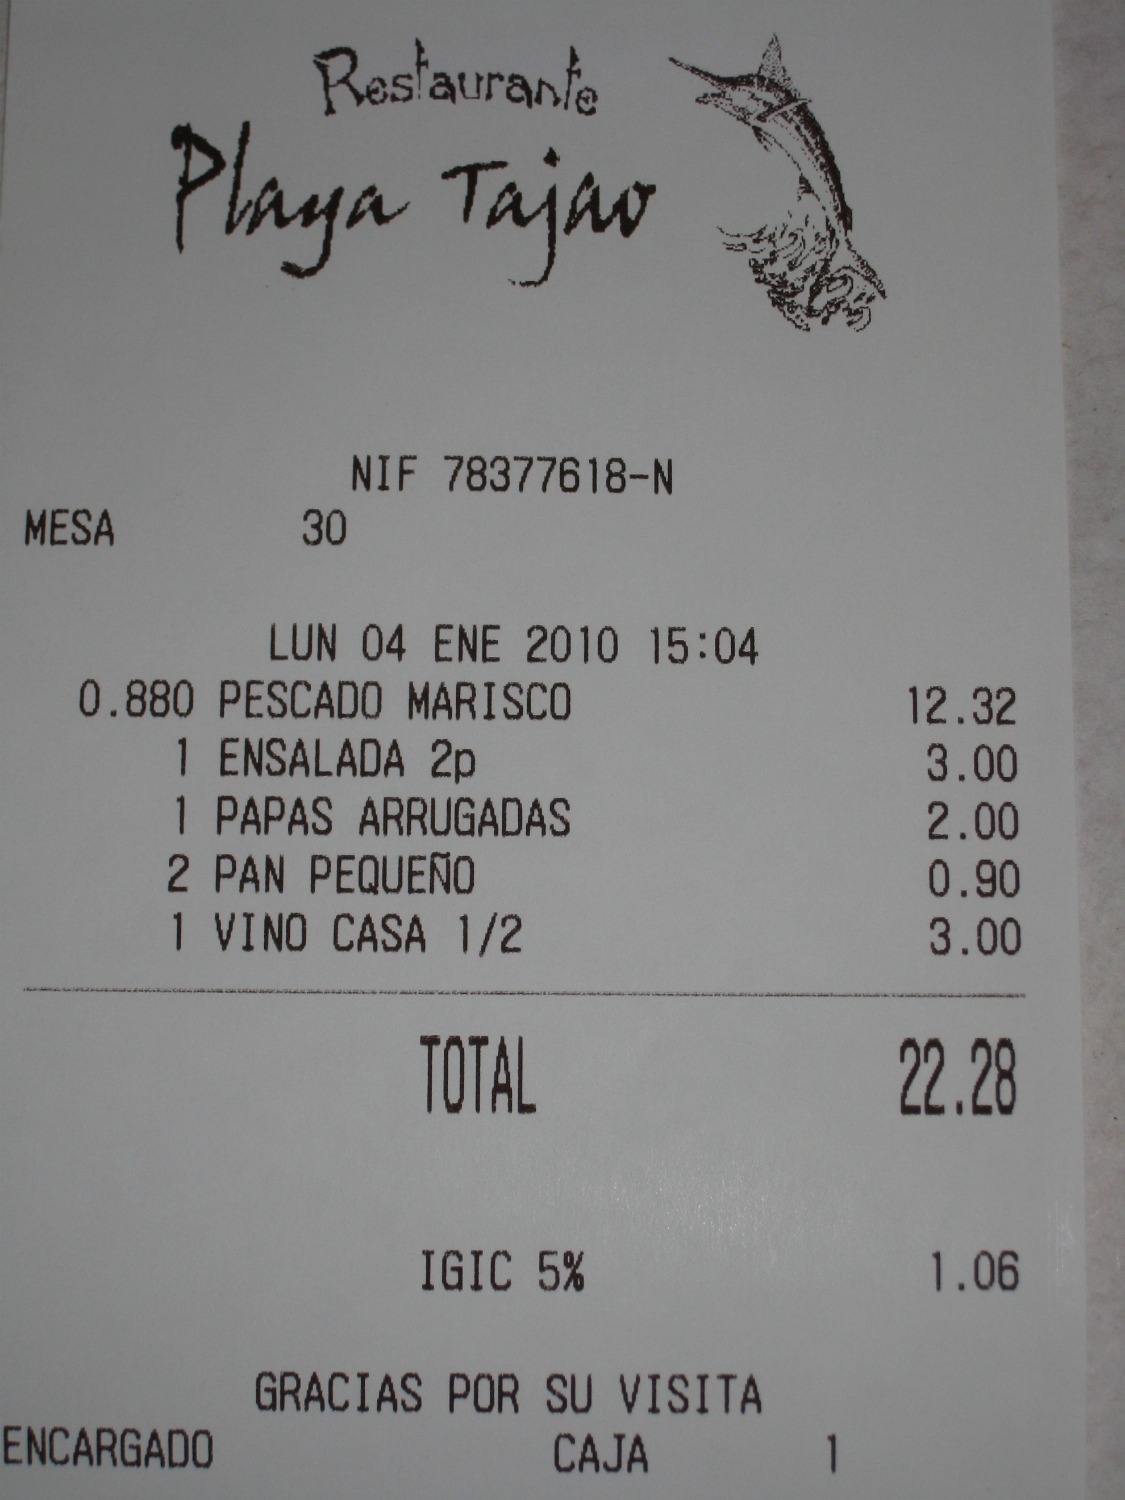 Restaurante
Playa Tajao
NIF 78377618-N
MESA 30
LUN 04 ENE 2010 15:04
0.880 PESCADO MARISCO 12.32
1 ENSALADA 2p 3.00
1 PAPAS ARRUGADAS 2.00
2 PAN PEQUEÑO 0.90
1 VINO CASA 1/2 3.00
TOTAL 22.28
IGIC 5% 1.06
GRACIAS POR SU VISITA
ENCARGADO CAJA 1